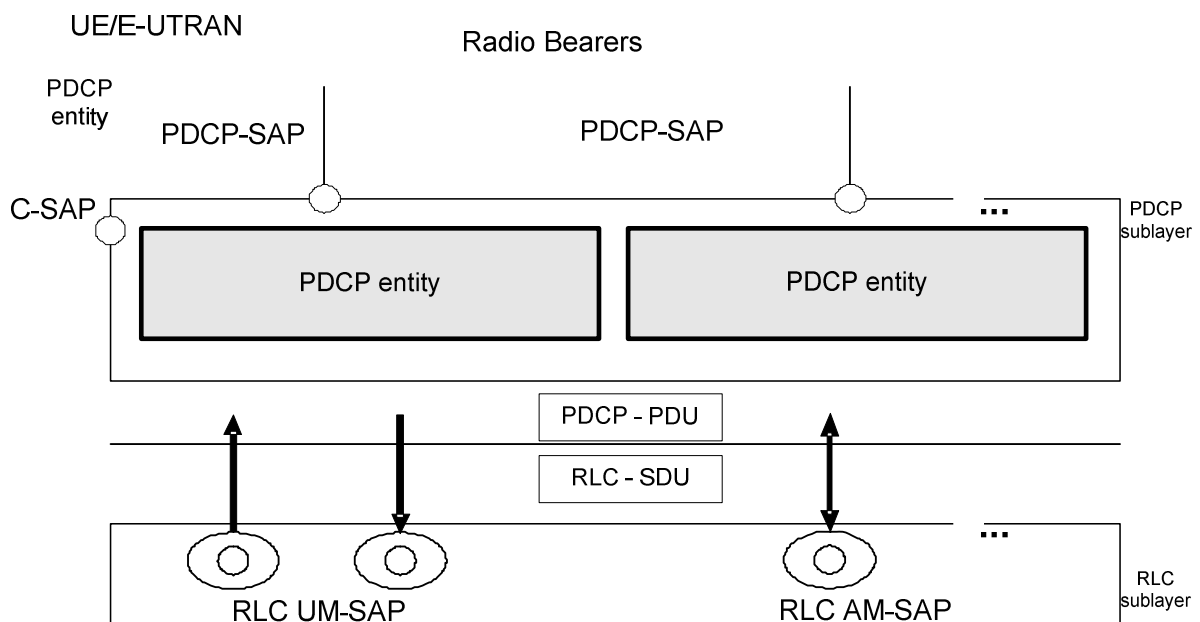 UE/E-UTRAN
Radio Bearers
PDCP
entity
PDCP-SAP
PDCP-SAP
C-SAP
...
PDCP
sublayer
PDCP entity
PDCP entity
PDCP - PDU
RLC - SDU
...
RLC UM-SAP
RLC AM-SAP
RLC
sublayer